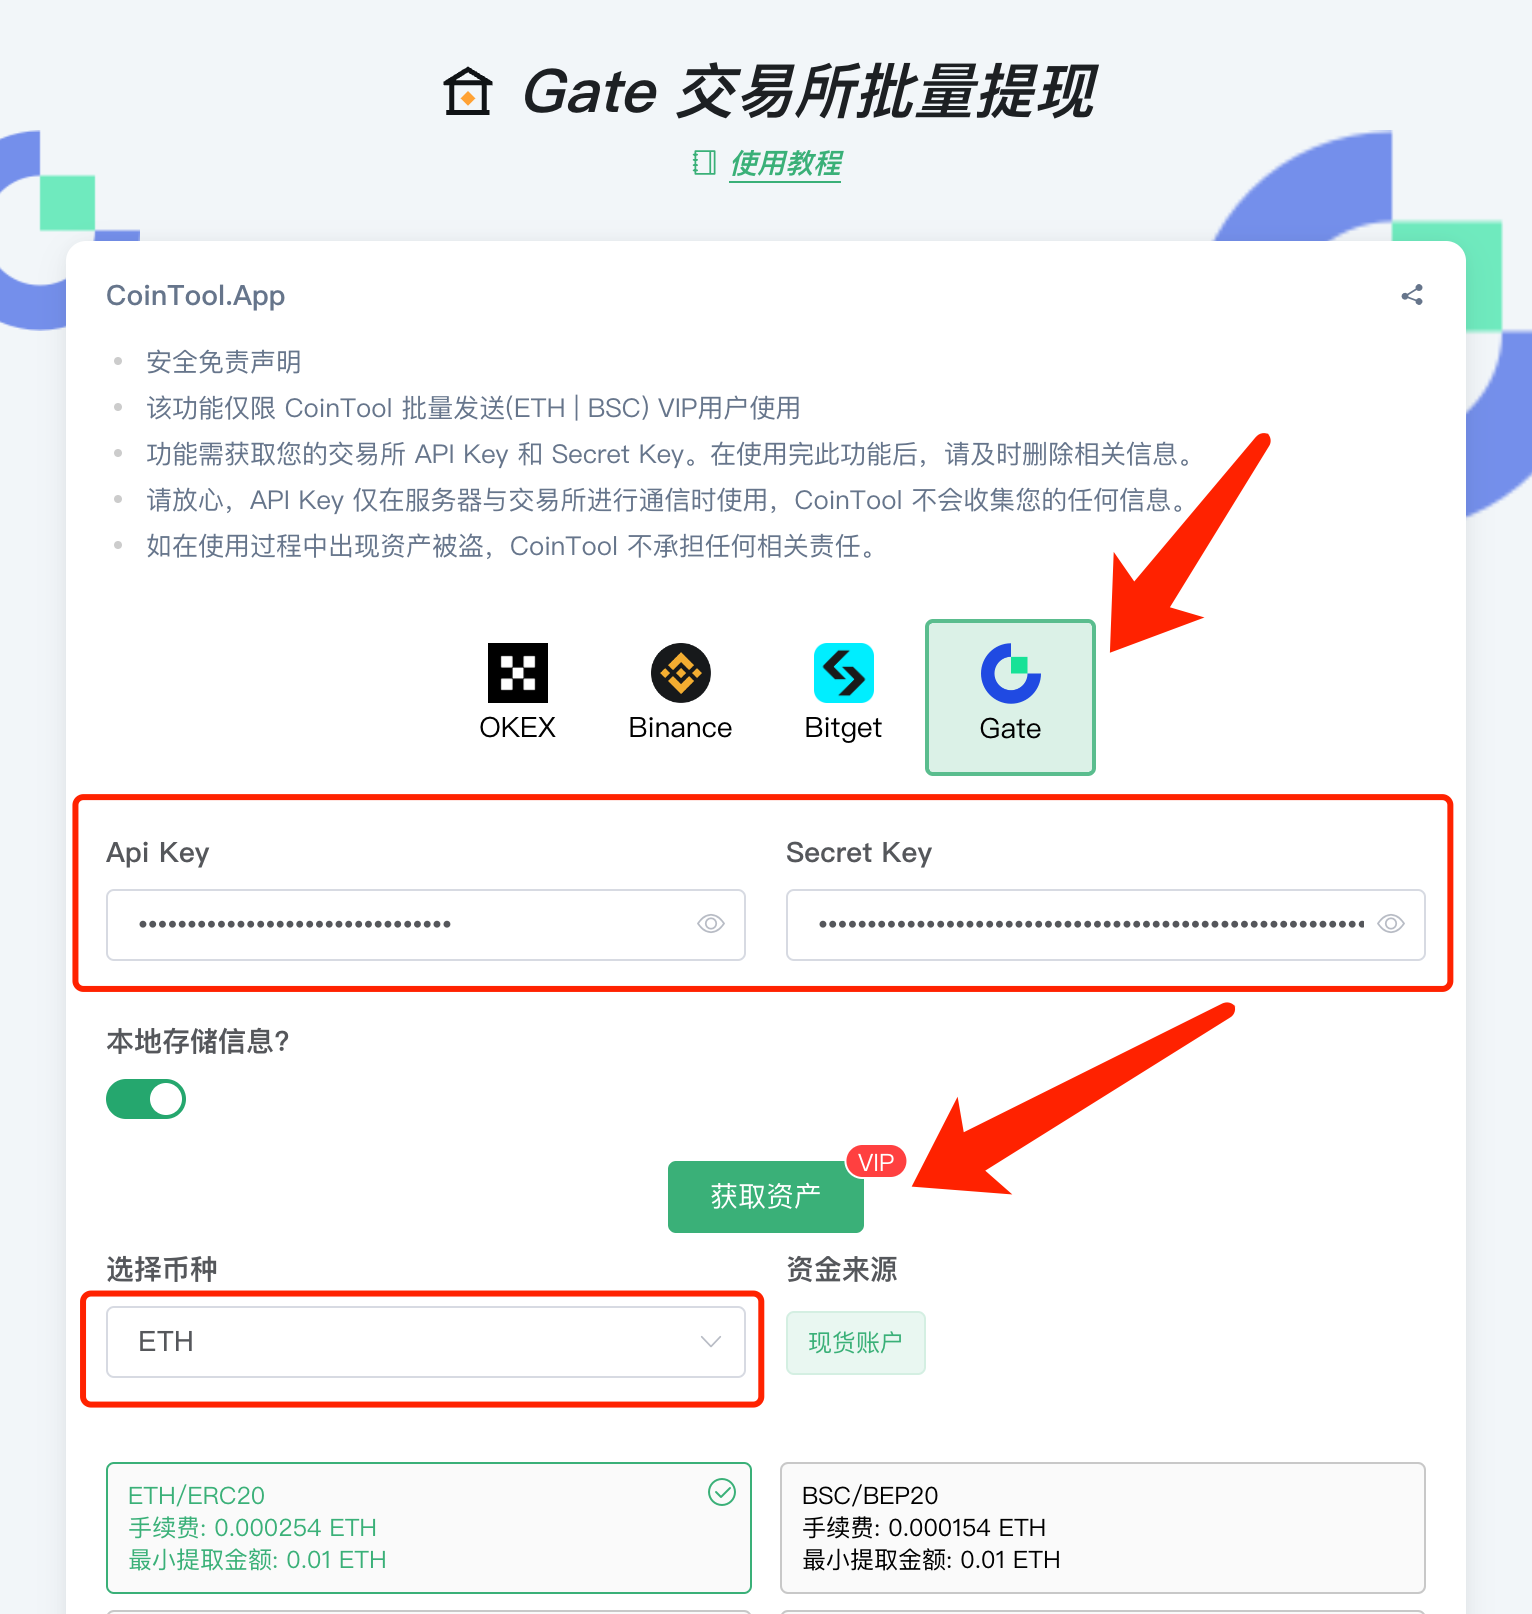 Gate 交易所批量提现
使用教程
CoinTool.App
安全免责声明
该功能仅限 CoinTool 批量发送(ETH | BSC) VIP用户使用
功能需获取您的交易所 API Key 和 Secret Key。在使用完此功能后，请及时删除相关信息。
请放心，API Key 仅在服务器与交易所进行通信时使用，CoinTool 不会收集您的任何信息。
如在使用过程中出现资产被盗，CoinTool 不承担任何相关责任。
OKEX
Binance
Bitget
Gate
Api Key
Secret Key
本地存储信息?
VIP
获取资产
选择币种
资金来源
ETH
现货账户
ETH/ERC20
手续费: 0.000254 ETH
最小提取金额: 0.01 ETH
BSC/BEP20
手续费: 0.000154 ETH
最小提取金额: 0.01 ETH